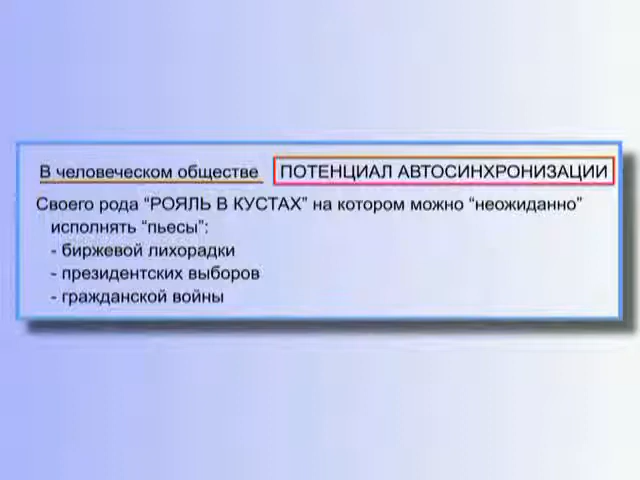 В человеческом обществе ПОТЕНЦИАЛ АВТОСИНХРОНИЗАЦИИ
Своего рода “РОЯЛЬ В КУСТАХ” на котором можно “неожиданно”
исполнять “пьесы”:
- биржевой лихорадки
- президентских выборов
- гражданской войны